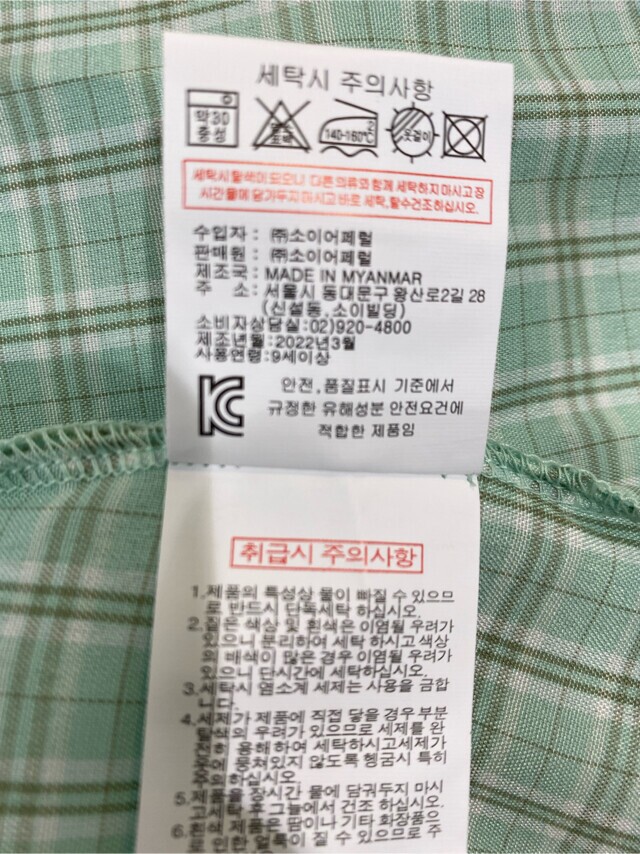 세탁시 주의사항
약30
중성
염소
표백
140-160℃
옷걸이
세탁시 탈색이 되오니 다른 의류와 함께 세탁하지 마시고 장
시간 물에 담가두지 마시고 바로 세탁,탈수건조하십시오.
수입자 : ㈜소이어페럴
판매원 : ㈜소이어페럴
제조국: MADE IN MYANMAR
주 소: 서울시 동대문구 왕산로2길 28
(신설동,소이빌딩)
소비자상담실:02)920-4800
제조년월:2022년3월
사용연령:9세이상
KC
안전,품질표시 기준에서
규정한 유해성분 안전요건에
적합한 제품임
취급시 주의사항
1.제품의 특성상 물이 빠질 수 있으므
로 반드시 단독세탁 하십시오.
2.짙은 색상 및 흰색은 이염될 우려가
있으니 분리하여 세탁 하시고 색상
의 배색이 많은 경우 이염될 우려가
있으니 단시간에 세탁하십시오.
3.세탁시 염소계 세제는 사용을 금합
니다.
4.세제가 제품에 직접 닿을 경우 부분
탈색의 우려가 있으므로 세제를 완
전히 용해하여 세탁하시고세제가
후에 뭉쳐있지 않도록 헹굼시 특히
주의 하십시오.
5.제품을 장시간 물에 담궈두지 마시
고세탁 후 그늘에서 건조 하십시오.
6.흰색 제품은 땀이나 기타 화장품으
로 인한 얼룩이 질 수 있으므로 주